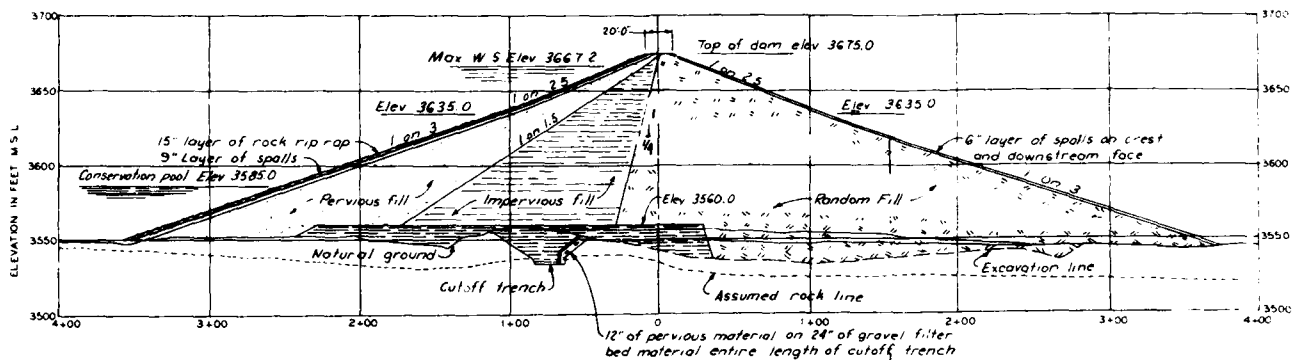 3700
3700
20'-0"
Top of dam elev 3675.0
Max W S Elev 3667.2
1 on 2.5
1 on 2.5
3650
3650
Elev 3635.0
Elev 3635.0
1 on 3
1 on 1.5
15" layer of rock rip rap
9" Layer of spalls
6" layer of spalls on crest
and downstream face
3600
3600
Conservation pool Elev 3585.0
1 on 3
Pervious fill
Impervious fill
Elev 3560.0
Random Fill
3550
3550
Natural ground
Excavation line
Cutoff trench
Assumed rock line
3500
3500
ELEVATION IN FEET M S L
4+00
3+00
2+00
1+00
0
1+00
2+00
3+00
4+00
12" of pervious material on 24" of gravel filter
bed material entire length of cutoff trench